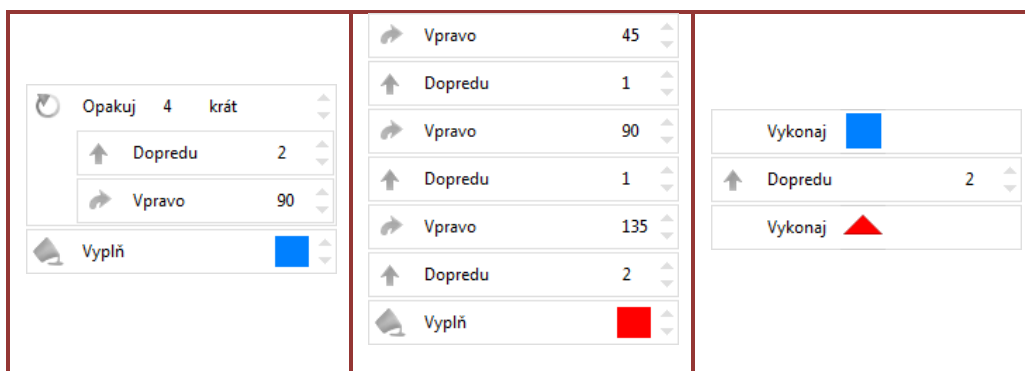 Opakuj 4 krát
Dopredu 2
Vpravo 90
Vyplň
Vpravo 45
Dopredu 1
Vpravo 90
Dopredu 1
Vpravo 135
Dopredu 2
Vyplň
Vykonaj
Dopredu 2
Vykonaj